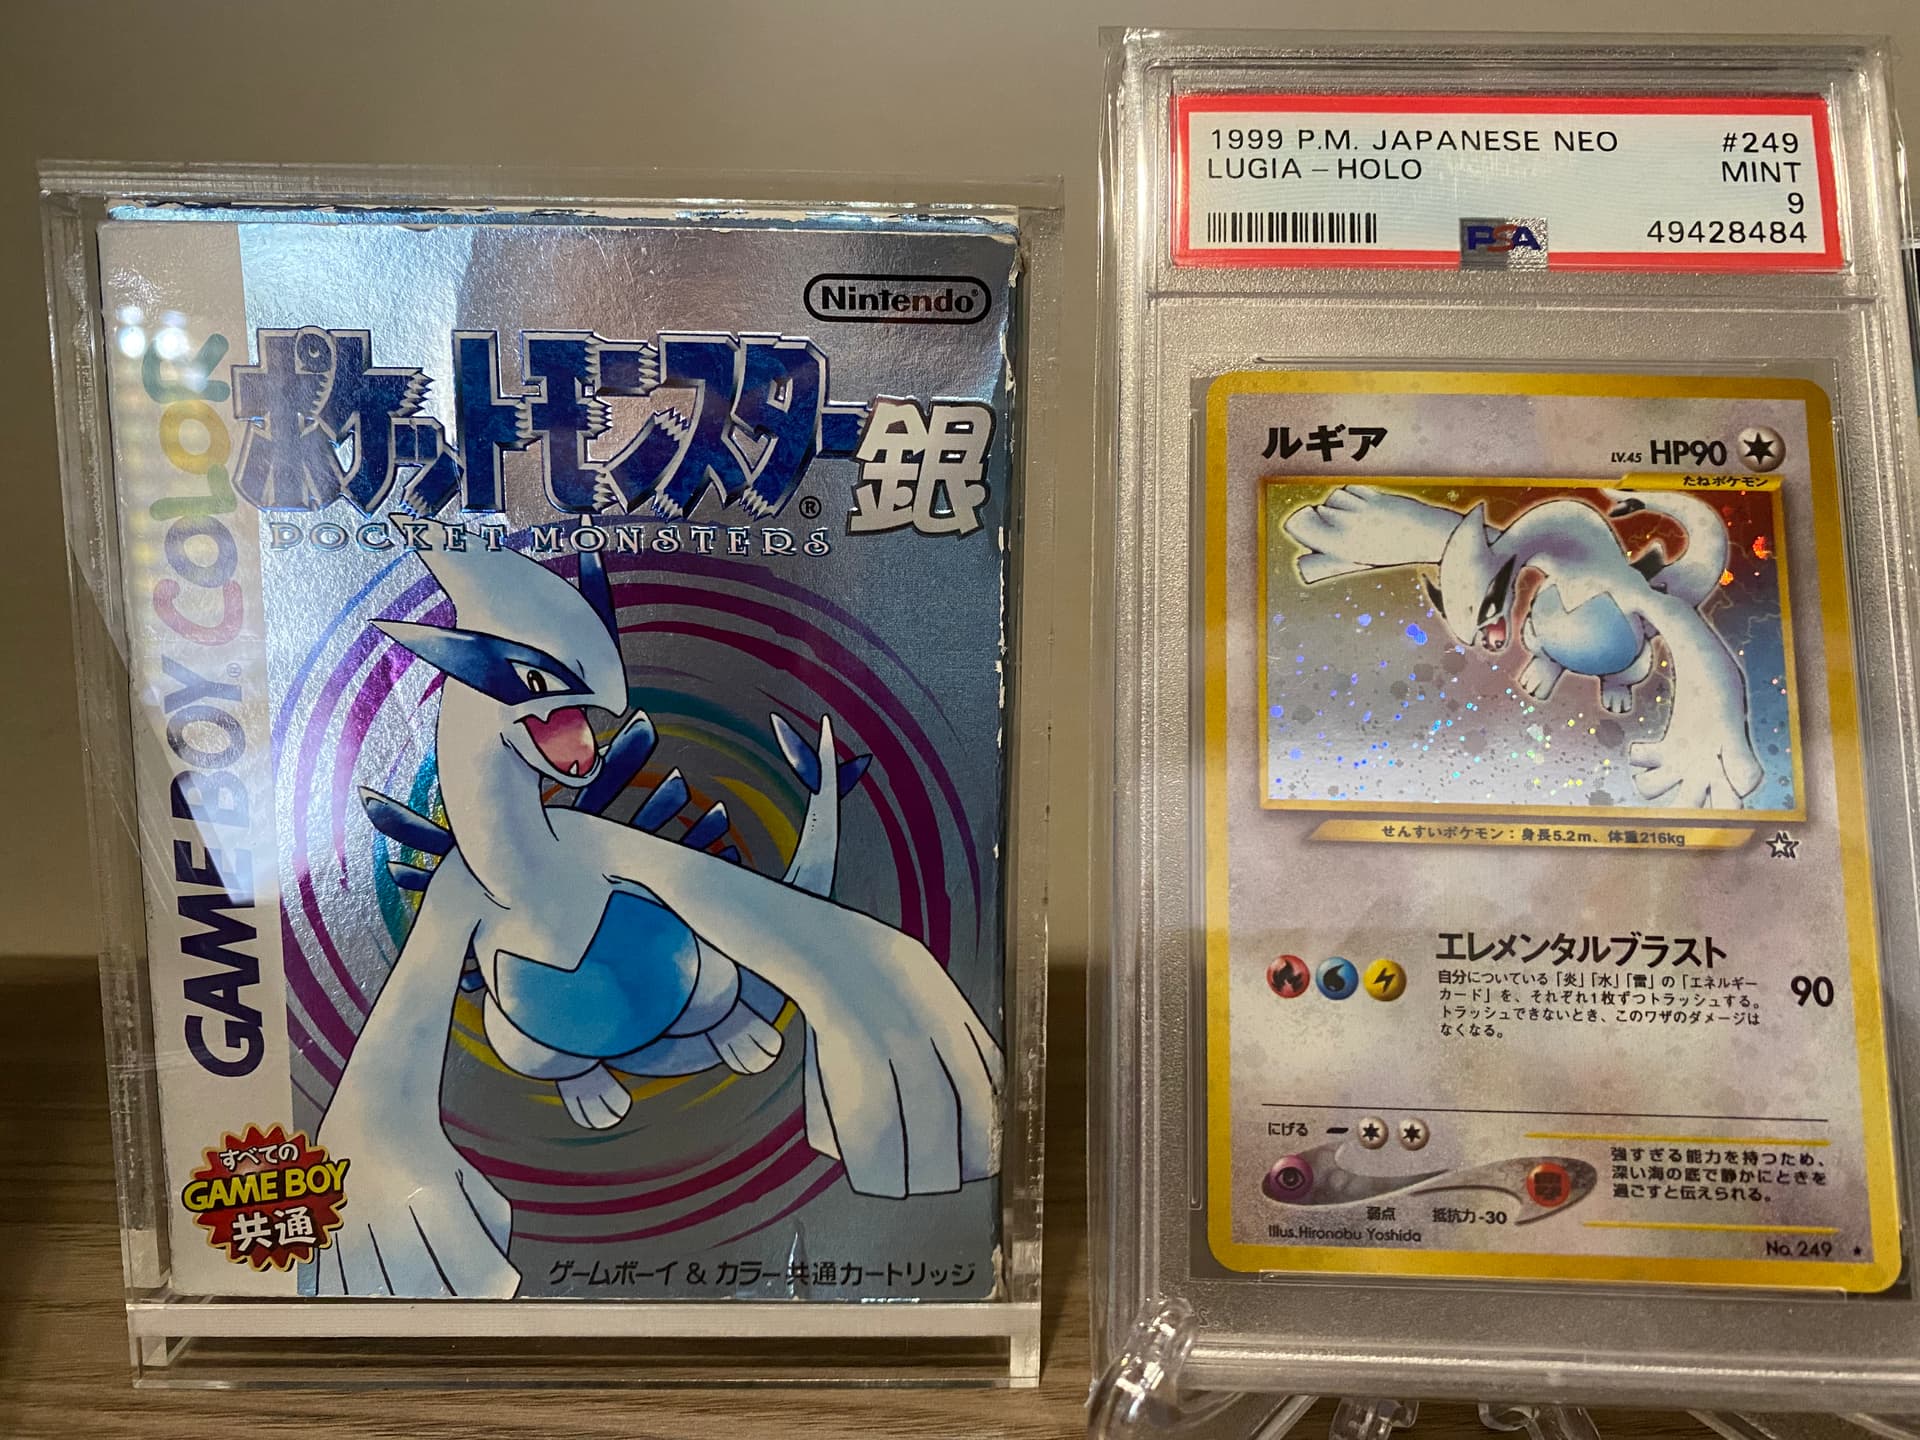 Nintendo®
ポケットモンスター®
銀
POCKET MONSTERS
GAME BOY® COLOR
すべての
GAME BOY
共通
ゲームボーイ & カラー共通カートリッジ
1999 P.M. JAPANESE NEO #249
LUGIA – HOLO MINT
9
PSA 49428484
ルギア LV.45 HP90
たねポケモン
せんすいポケモン：身長5.2m、体重216kg
エレメンタルブラスト 90
自分についている「炎」「水」「雷」の「エネルギー
カード」を、それぞれ1枚ずつトラッシュする。
トラッシュできないとき、このワザのダメージは
なくなる。
にげる
弱点 抵抗力 -30
強すぎる能力を持つため、
深い海の底で静かにときを
過ごすと伝えられる。
Illus. Hironobu Yoshida
No. 249 ★